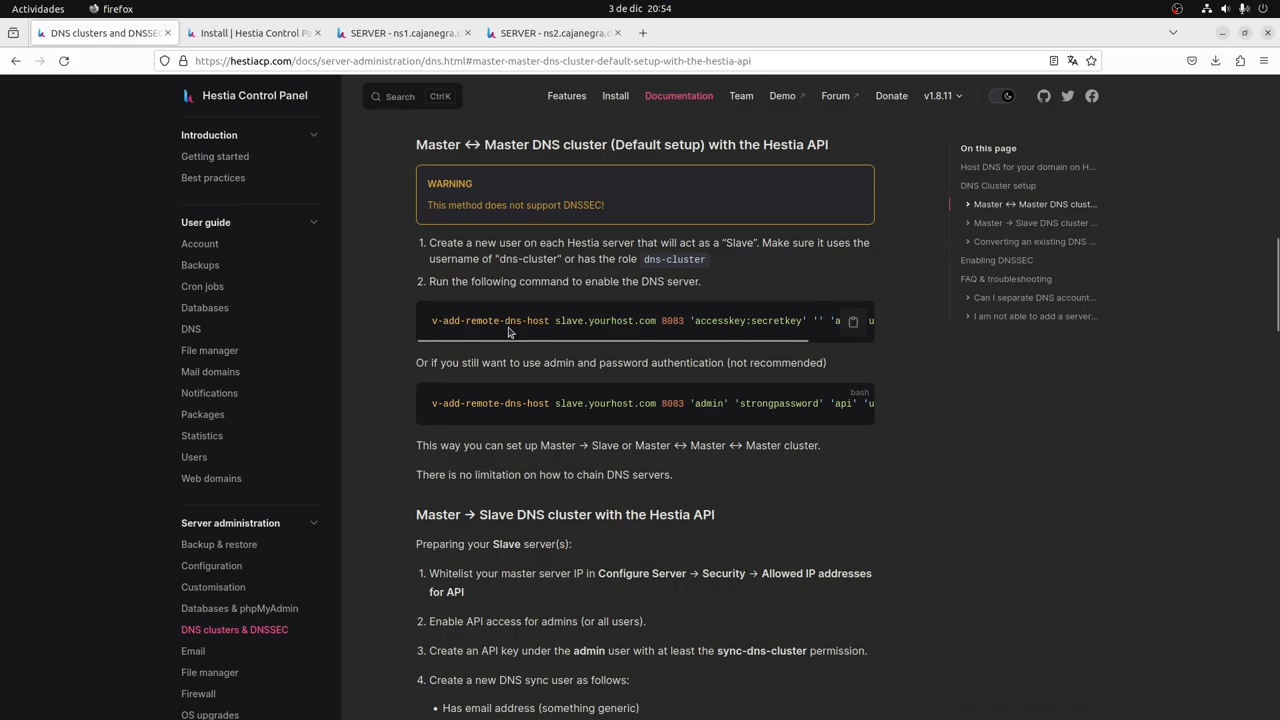 Actividades
firefox
3 de dic 20:54
DNS clusters and DNSSEC
Install | Hestia Control Pa
SERVER - ns1.cajanegra.c
SERVER - ns2.cajanegra.c
https://hestiacp.com/docs/server-administration/dns.html#master-master-dns-cluster-default-setup-with-the-hestia-api
Hestia Control Panel
Search Ctrl K
Features Install Documentation Team Demo Forum Donate v1.8.11
Introduction
Getting started
Best practices
User guide
Account
Backups
Cron jobs
Databases
DNS
File manager
Mail domains
Notifications
Packages
Statistics
Users
Web domains
Server administration
Backup & restore
Configuration
Customisation
Databases & phpMyAdmin
DNS clusters & DNSSEC
Email
File manager
Firewall
OS upgrades
Master <-> Master DNS cluster (Default setup) with the Hestia API
WARNING
This method does not support DNSSEC!
1. Create a new user on each Hestia server that will act as a “Slave”. Make sure it uses the
username of "dns-cluster" or has the role dns-cluster
2. Run the following command to enable the DNS server.
v-add-remote-dns-host slave.yourhost.com 8083 'accesskey:secretkey' '' 'a u
Or if you still want to use admin and password authentication (not recommended)
bash
v-add-remote-dns-host slave.yourhost.com 8083 'admin' 'strongpassword' 'api' 'u
This way you can set up Master -> Slave or Master <-> Master <-> Master cluster.
There is no limitation on how to chain DNS servers.
Master -> Slave DNS cluster with the Hestia API
Preparing your Slave server(s):
1. Whitelist your master server IP in Configure Server -> Security -> Allowed IP addresses
for API
2. Enable API access for admins (or all users).
3. Create an API key under the admin user with at least the sync-dns-cluster permission.
4. Create a new DNS sync user as follows:
• Has email address (something generic)
On this page
Host DNS for your domain on H...
DNS Cluster setup
Master <-> Master DNS clust...
Master -> Slave DNS cluster ...
Converting an existing DNS ...
Enabling DNSSEC
FAQ & troubleshooting
Can I separate DNS account...
I am not able to add a server...